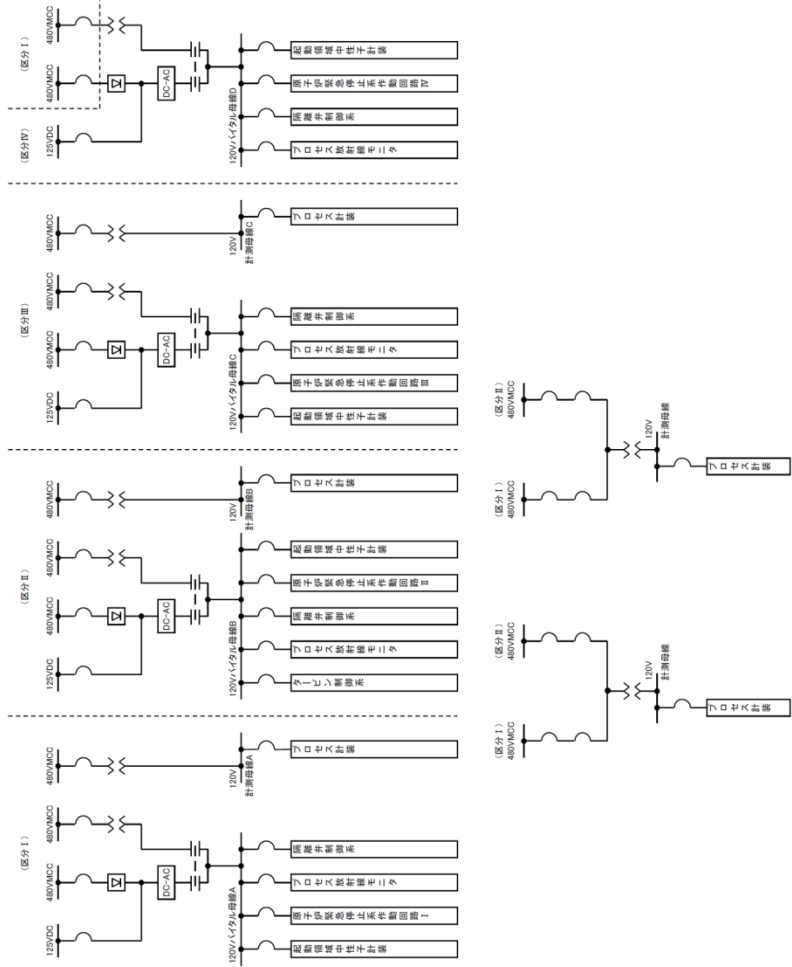 (区分Ⅰ)
125VDC
480VMCC
480VMCC
480VMCC
DC-AC
120Vバイタル母線A
120V
計測母線A
起動領域中性子計装
原子炉緊急停止系作動回路Ⅰ
プロセス放射線モニタ
隔離弁制御系
プロセス計装
(区分Ⅱ)
125VDC
480VMCC
480VMCC
480VMCC
DC-AC
120Vバイタル母線B
120V
計測母線B
タービン制御系
プロセス放射線モニタ
隔離弁制御系
原子炉緊急停止系作動回路Ⅱ
起動領域中性子計装
プロセス計装
(区分Ⅲ)
125VDC
480VMCC
480VMCC
480VMCC
DC-AC
120Vバイタル母線C
120V
計測母線C
起動領域中性子計装
原子炉緊急停止系作動回路Ⅲ
プロセス放射線モニタ
隔離弁制御系
プロセス計装
(区分Ⅳ)
(区分Ⅰ)
125VDC
480VMCC
480VMCC
DC-AC
120Vバイタル母線D
プロセス放射線モニタ
隔離弁制御系
原子炉緊急停止系作動回路Ⅳ
起動領域中性子計装
(区分Ⅰ)
480VMCC
(区分Ⅱ)
480VMCC
120V
計測母線
プロセス計装
(区分Ⅰ)
480VMCC
(区分Ⅱ)
480VMCC
120V
計測母線
プロセス計装